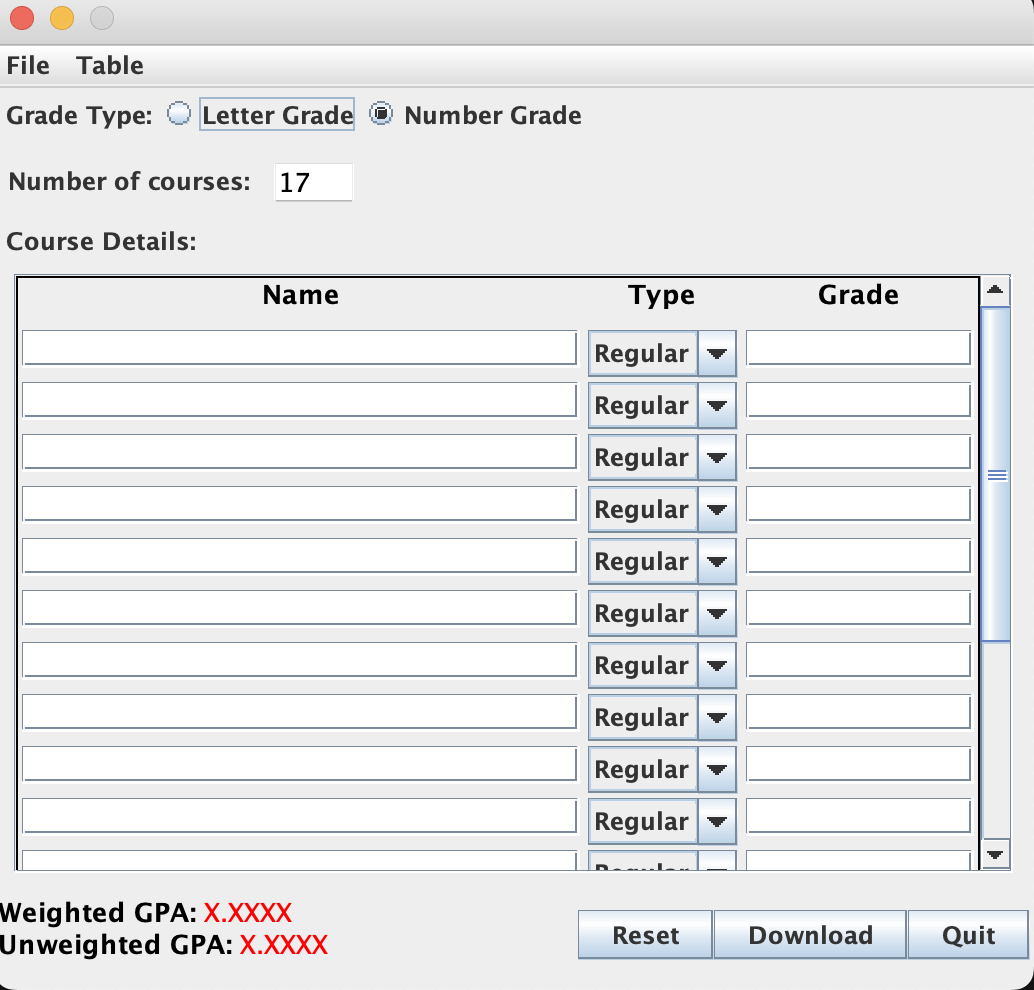 File Table
Grade Type: Letter Grade Number Grade
Number of courses: 17
Course Details:
Name Type Grade
Regular
Regular
Regular
Regular
Regular
Regular
Regular
Regular
Regular
Regular
Regular
Weighted GPA: X.XXXX
Unweighted GPA: X.XXXX
Reset Download Quit